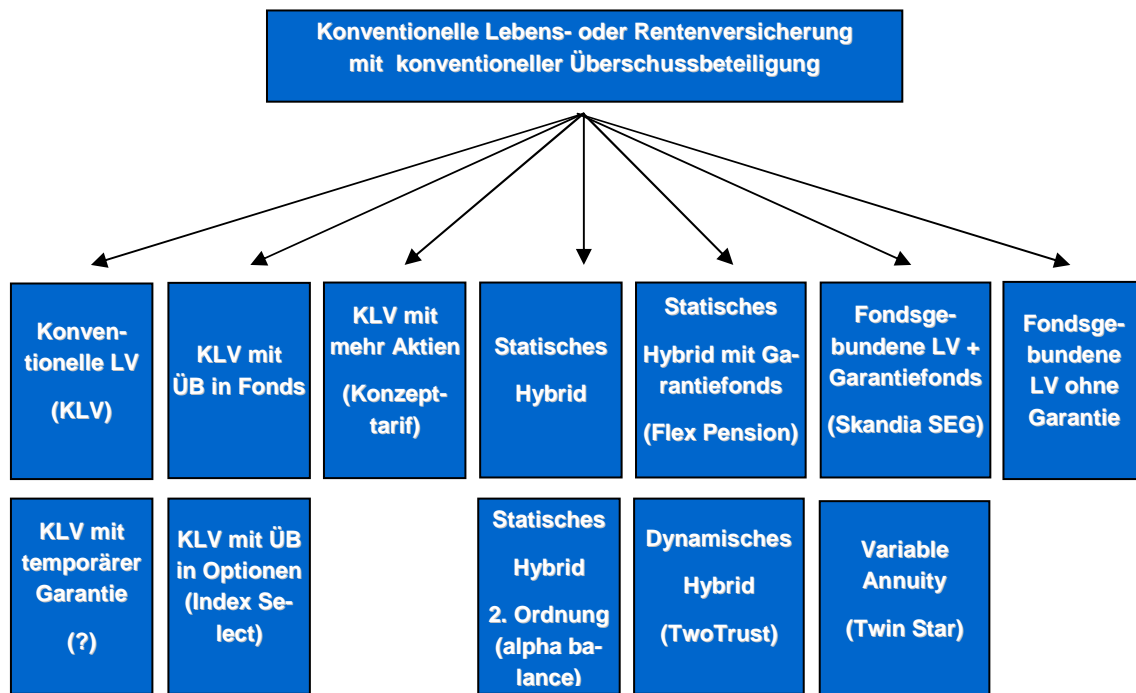 Konventionelle Lebens- oder Rentenversicherung
mit konventioneller Überschussbeteiligung
Konven-
tionelle LV
(KLV)
KLV mit
ÜB in Fonds
KLV mit
mehr Aktien
(Konzept-
tarif)
Statisches
Hybrid
Statisches
Hybrid mit Ga-
rantiefonds
(Flex Pension)
Fondsge-
bundene LV +
Garantiefonds
(Skandia SEG)
Fondsge-
bundene
LV ohne
Garantie
KLV mit
temporärer
Garantie
(?)
KLV mit ÜB
in Optionen
(Index Se-
lect)
Statisches
Hybrid
2. Ordnung
(alpha ba-
lance)
Dynamisches
Hybrid
(TwoTrust)
Variable
Annuity
(Twin Star)